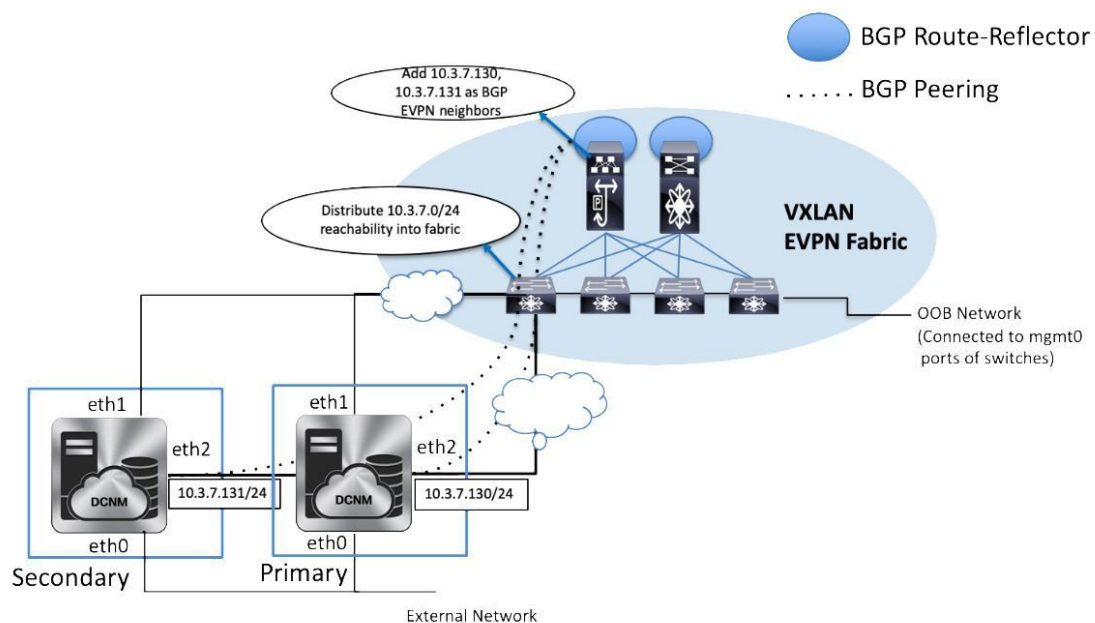 BGP Route-Reflector
BGP Peering
Add 10.3.7.130,
10.3.7.131 as BGP
EVPN neighbors
P
VXLAN
EVPN Fabric
Distribute 10.3.7.0/24
reachability into fabric
OOB Network
(Connected to mgmt0
ports of switches)
eth1
eth2
DCNM
10.3.7.131/24
eth0
Secondary
eth1
eth2
DCNM
10.3.7.130/24
eth0
Primary
External Network